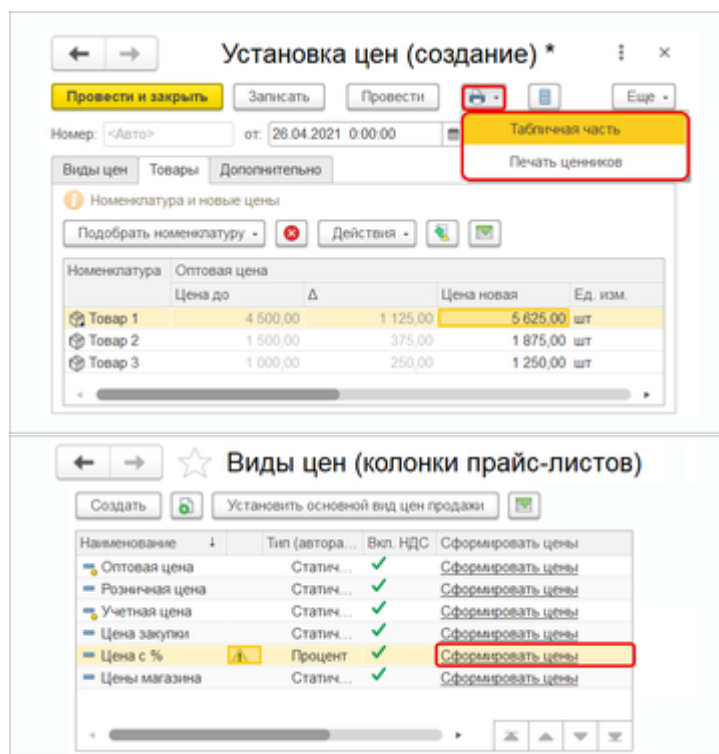 Установка цен (создание) *
Провести и закрыть Записать Провести Еще
Номер: <Авто> от: 26.04.2021 0:00:00
Табличная часть
Печать ценников
Виды цен Товары Дополнительно
Номенклатура и новые цены
Подобрать номенклатуру Действия
Номенклатура Оптовая цена
Цена до Δ Цена новая Ед. изм.
Товар 1 4 500,00 1 125,00 5 625,00 шт
Товар 2 1 500,00 375,00 1 875,00 шт
Товар 3 1 000,00 250,00 1 250,00 шт
Виды цен (колонки прайс-листов)
Создать Установить основной вид цен продажи
Наименование ↓ Тип (автора... Вкл. НДС Сформировать цены
Оптовая цена Статич... Сформировать цены
Розничная цена Статич... Сформировать цены
Учетная цена Статич... Сформировать цены
Цена закупки Статич... Сформировать цены
Цена с % Процент Сформировать цены
Цены магазина Статич... Сформировать цены